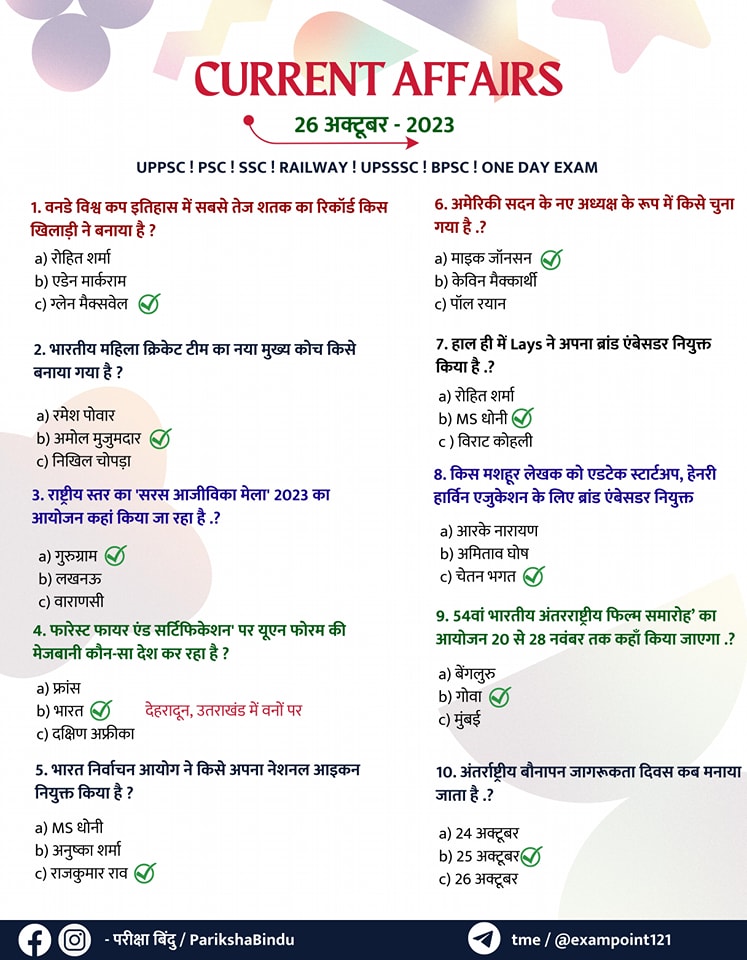 CURRENT AFFAIRS
26 अक्टूबर - 2023
UPPSC ! PSC ! SSC ! RAILWAY ! UPSSSC ! BPSC ! ONE DAY EXAM
1. वनडे विश्व कप इतिहास में सबसे तेज शतक का रिकॉर्ड किस
खिलाड़ी ने बनाया है ?
a) रोहित शर्मा
b) एडेन मार्कराम
c) ग्लेन मैक्सवेल
2. भारतीय महिला क्रिकेट टीम का नया मुख्य कोच किसे
बनाया गया है ?
a) रमेश पोवार
b) अमोल मुजुमदार
c) निखिल चोपड़ा
3. राष्ट्रीय स्तर का 'सरस आजीविका मेला' 2023 का
आयोजन कहां किया जा रहा है .?
a) गुरुग्राम
b) लखनऊ
c) वाराणसी
4. फारेस्ट फायर एंड सर्टिफिकेशन' पर यूएन फोरम की
मेजबानी कौन-सा देश कर रहा है ?
a) फ्रांस
b) भारत देहरादून, उतराखंड में वनों पर
c) दक्षिण अफ्रीका
5. भारत निर्वाचन आयोग ने किसे अपना नेशनल आइकन
नियुक्त किया है ?
a) MS धोनी
b) अनुष्का शर्मा
c) राजकुमार राव
6. अमेरिकी सदन के नए अध्यक्ष के रूप में किसे चुना
गया है .?
a) माइक जॉनसन
b) केविन मैक्कार्थी
c) पॉल रयान
7. हाल ही में Lays ने अपना ब्रांड एंबेसडर नियुक्त
किया है .?
a) रोहित शर्मा
b) MS धोनी
c ) विराट कोहली
8. किस मशहूर लेखक को एडटेक स्टार्टअप, हेनरी
हार्विन एजुकेशन के लिए ब्रांड एंबेसडर नियुक्त
a) आरके नारायण
b) अमिताव घोष
c) चेतन भगत
9. 54वां भारतीय अंतरराष्ट्रीय फिल्म समारोह’ का
आयोजन 20 से 28 नवंबर तक कहाँ किया जाएगा .?
a) बेंगलुरु
b) गोवा
c) मुंबई
10. अंतर्राष्ट्रीय बौनापन जागरूकता दिवस कब मनाया
जाता है .?
a) 24 अक्टूबर
b) 25 अक्टूबर
c) 26 अक्टूबर
- परीक्षा बिंदु / ParikshaBindu
tme / @exampoint121